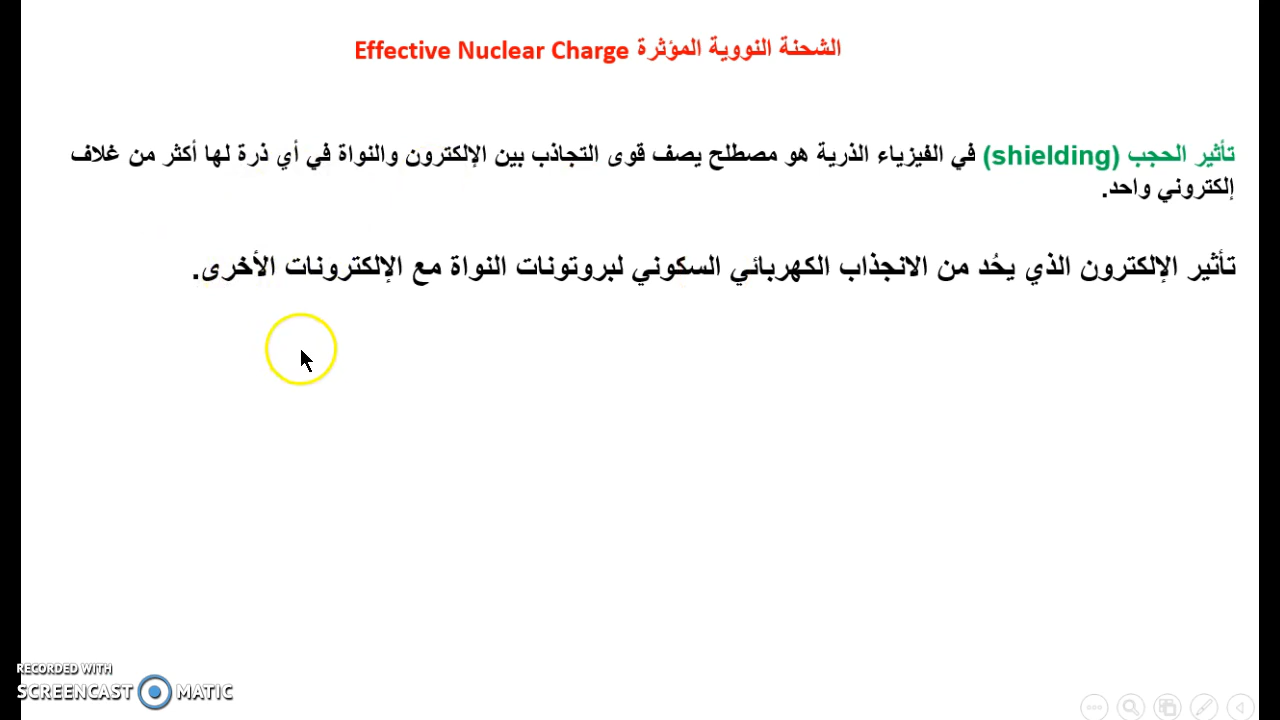 الشحنة النووية المؤثرة Effective Nuclear Charge
تأثير الحجب (shielding) في الفيزياء الذرية هو مصطلح يصف قوى التجاذب بين الإلكترون والنواة في أي ذرة لها أكثر من غلاف
إلكتروني واحد.
تأثير الإلكترون الذي يحُد من الانجذاب الكهربائي السكوني لبروتونات النواة مع الإلكترونات الأخرى.
RECORDED WITH
SCREENCAST MATIC